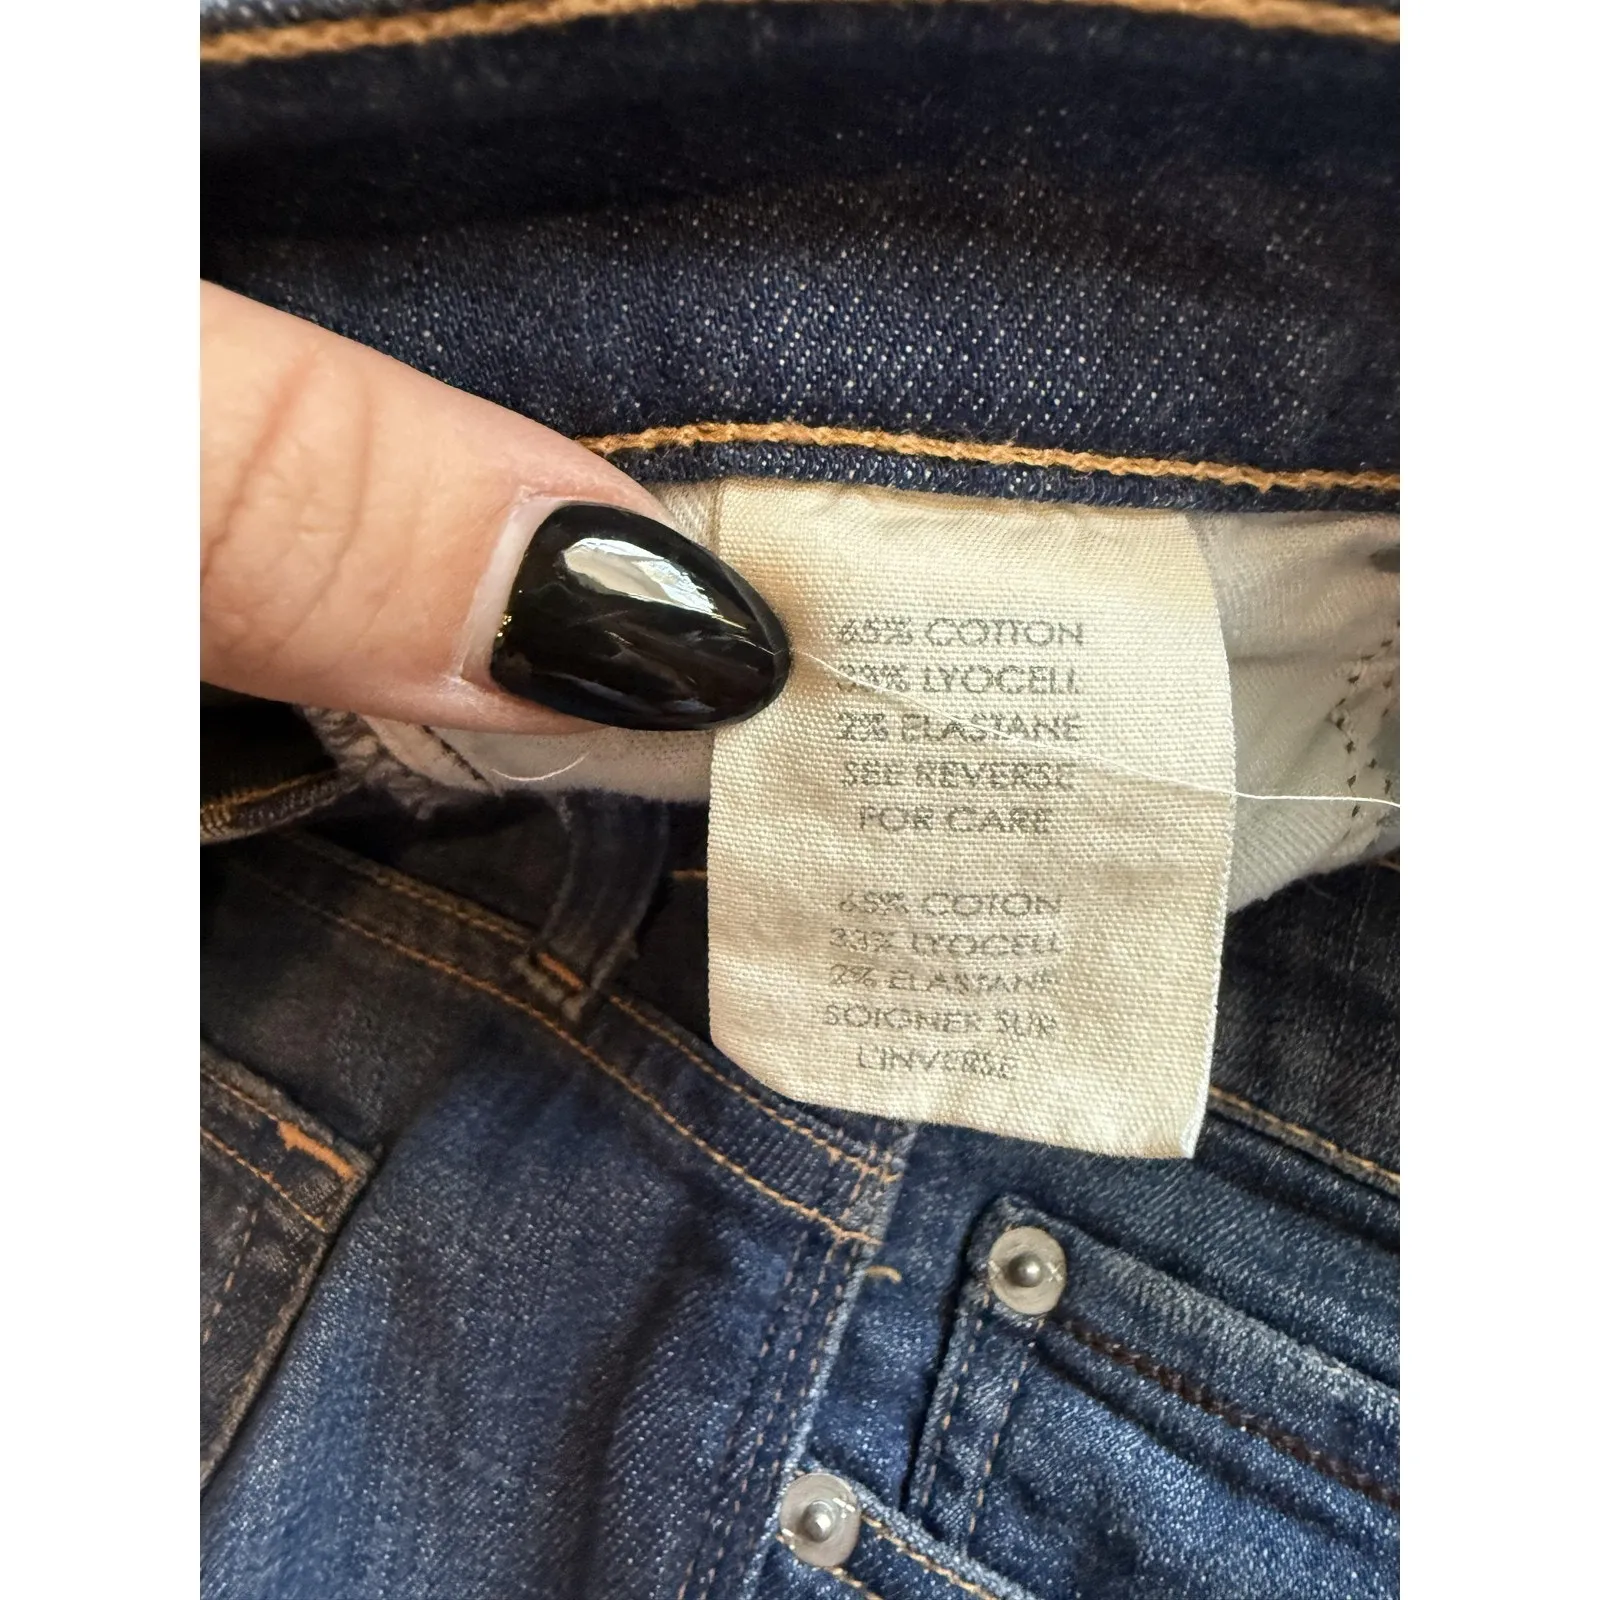 65% COTTON
33% LYOCELL
2% ELASTANE
SEE REVERSE
FOR CARE
65% COTON
33% LYOCELL
2% ELASTANE
SOIGNER SUR
L'INVERSE